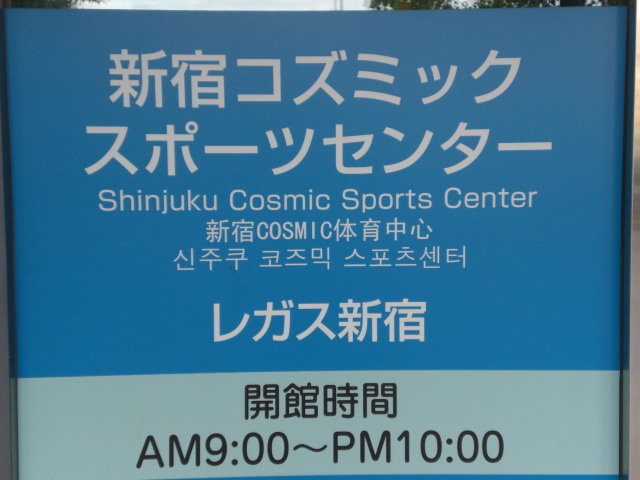 新宿コズミック
スポーツセンター
Shinjuku Cosmic Sports Center
新宿COSMIC体育中心
신주쿠 코즈믹 스포츠센터
レガス新宿
開館時間
AM9:00～PM10:00